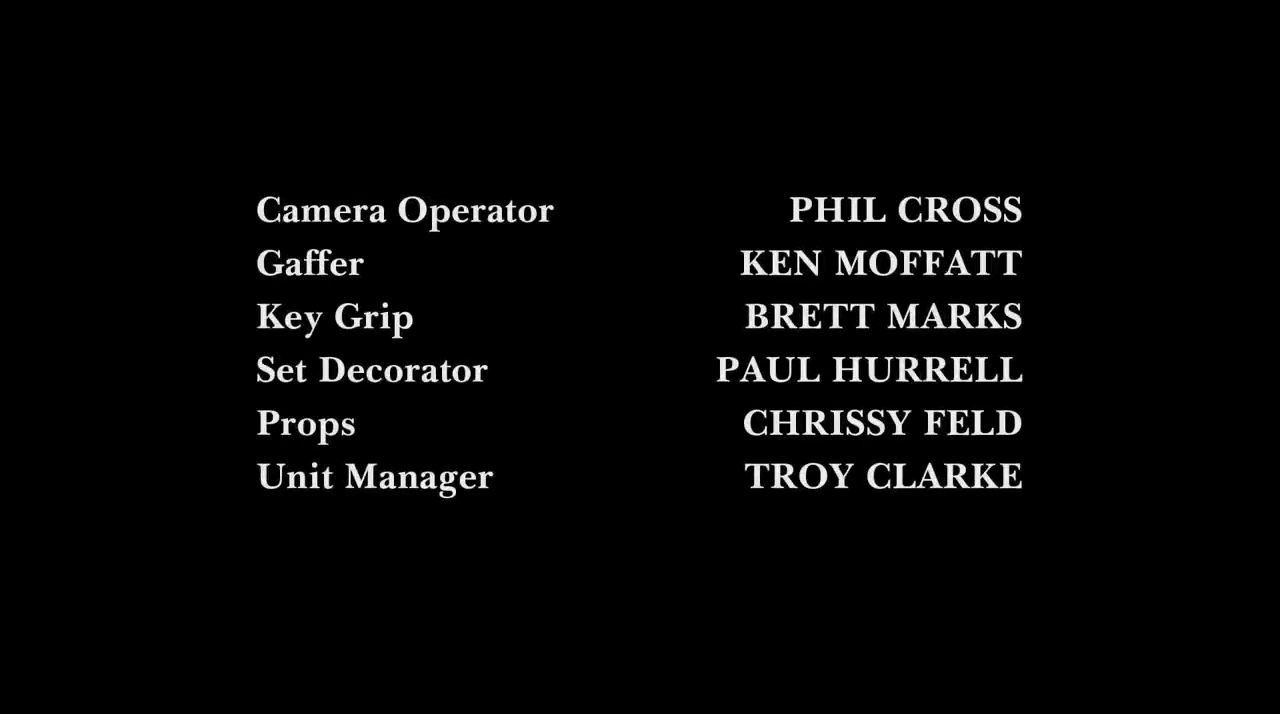 Camera Operator PHIL CROSS
Gaffer KEN MOFFATT
Key Grip BRETT MARKS
Set Decorator PAUL HURRELL
Props CHRISSY FELD
Unit Manager TROY CLARKE